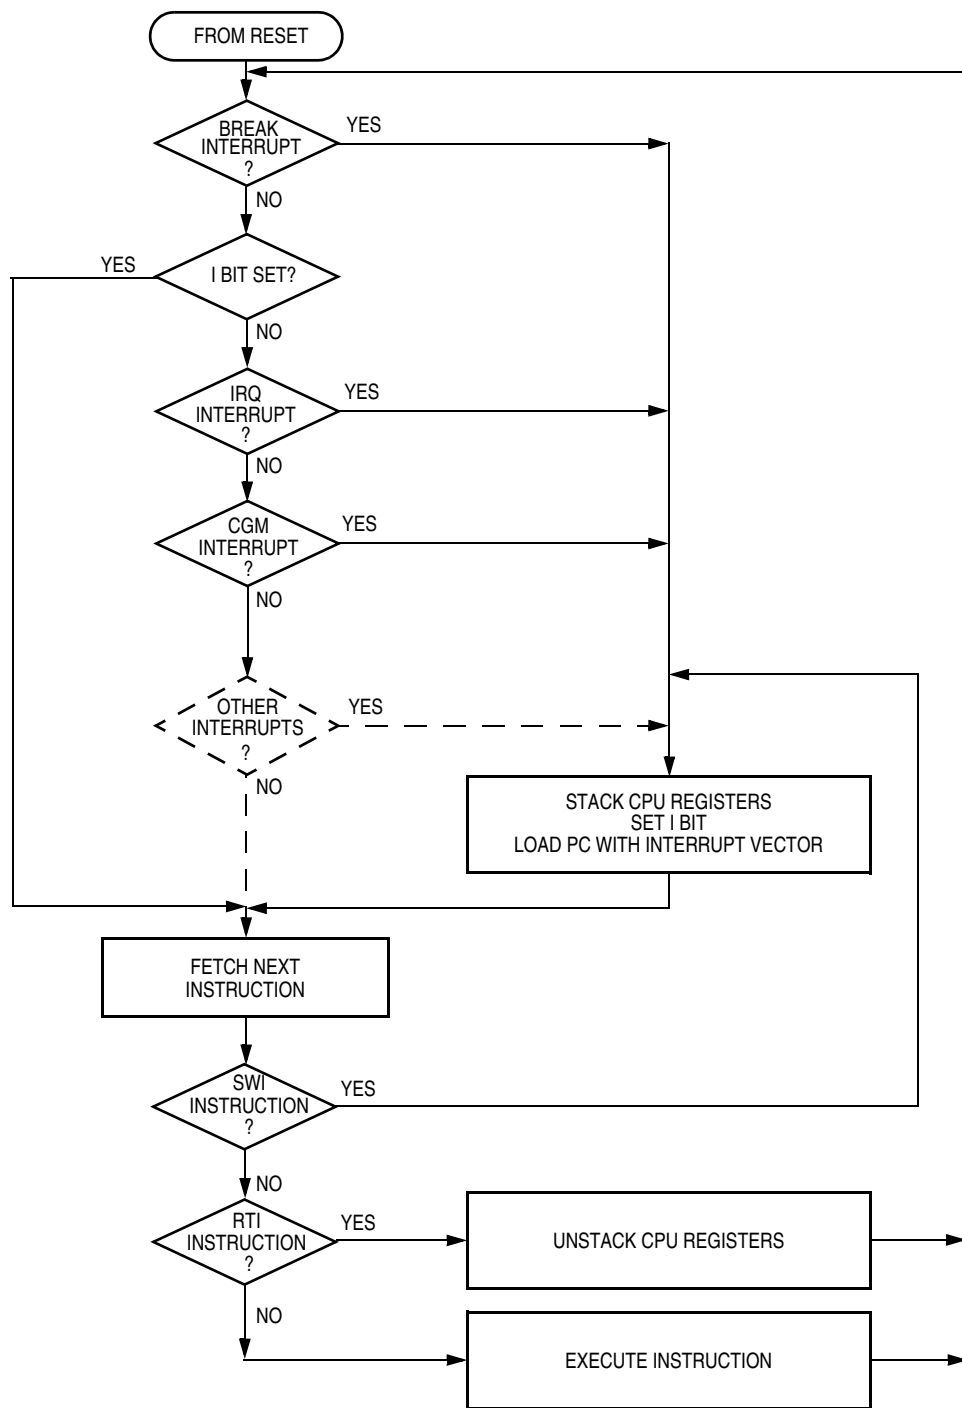 FROM RESET
BREAK
INTERRUPT
?
YES
NO
YES
I BIT SET?
NO
IRQ
INTERRUPT
?
YES
NO
CGM
INTERRUPT
?
YES
NO
OTHER
INTERRUPTS
?
YES
NO
STACK CPU REGISTERS
SET I BIT
LOAD PC WITH INTERRUPT VECTOR
FETCH NEXT
INSTRUCTION
SWI
INSTRUCTION
?
YES
NO
RTI
INSTRUCTION
?
YES
UNSTACK CPU REGISTERS
NO
EXECUTE INSTRUCTION